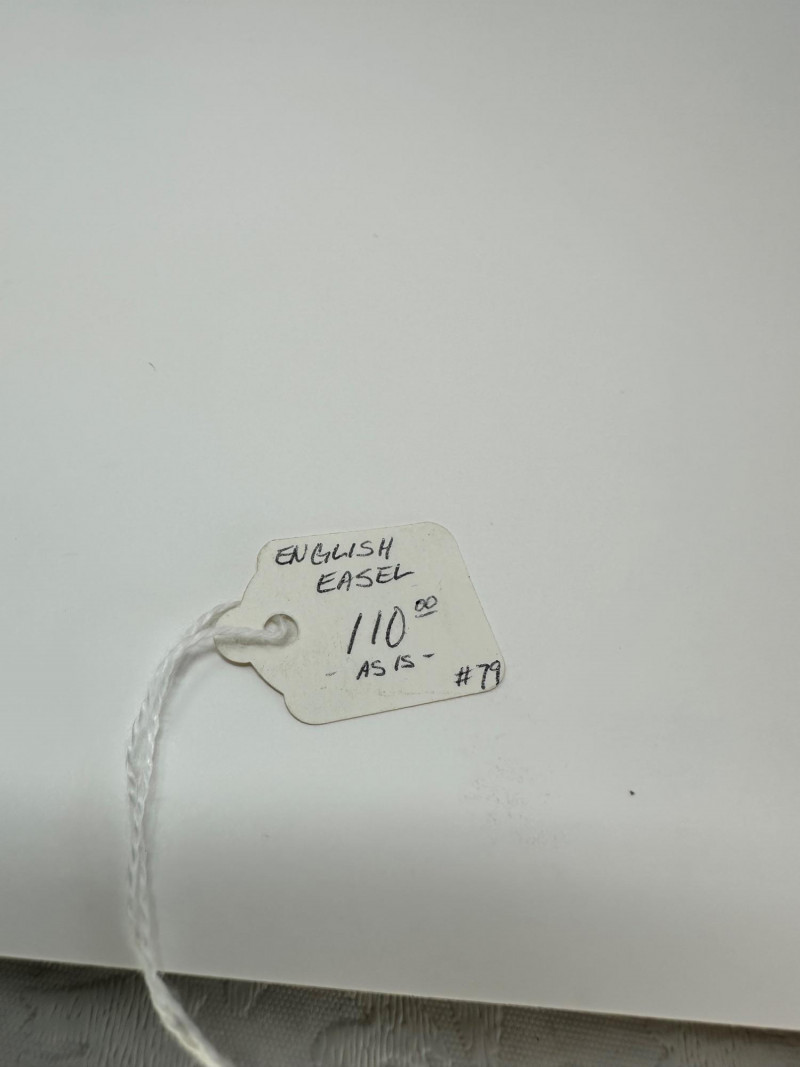 ENGLISH
EASEL
110 00
- AS IS -
#79